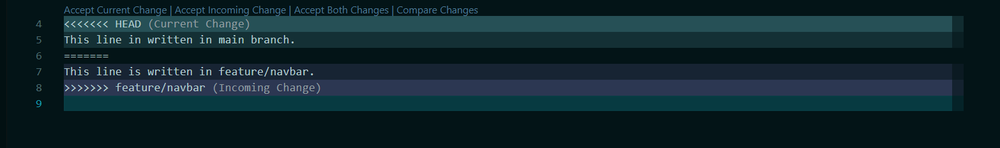 Accept Current Change | Accept Incoming Change | Accept Both Changes | Compare Changes
4 <<<<<<< HEAD (Current Change)
5 This line in written in main branch.
6 =======
7 This line is written in feature/navbar.
8 >>>>>>> feature/navbar (Incoming Change)
9